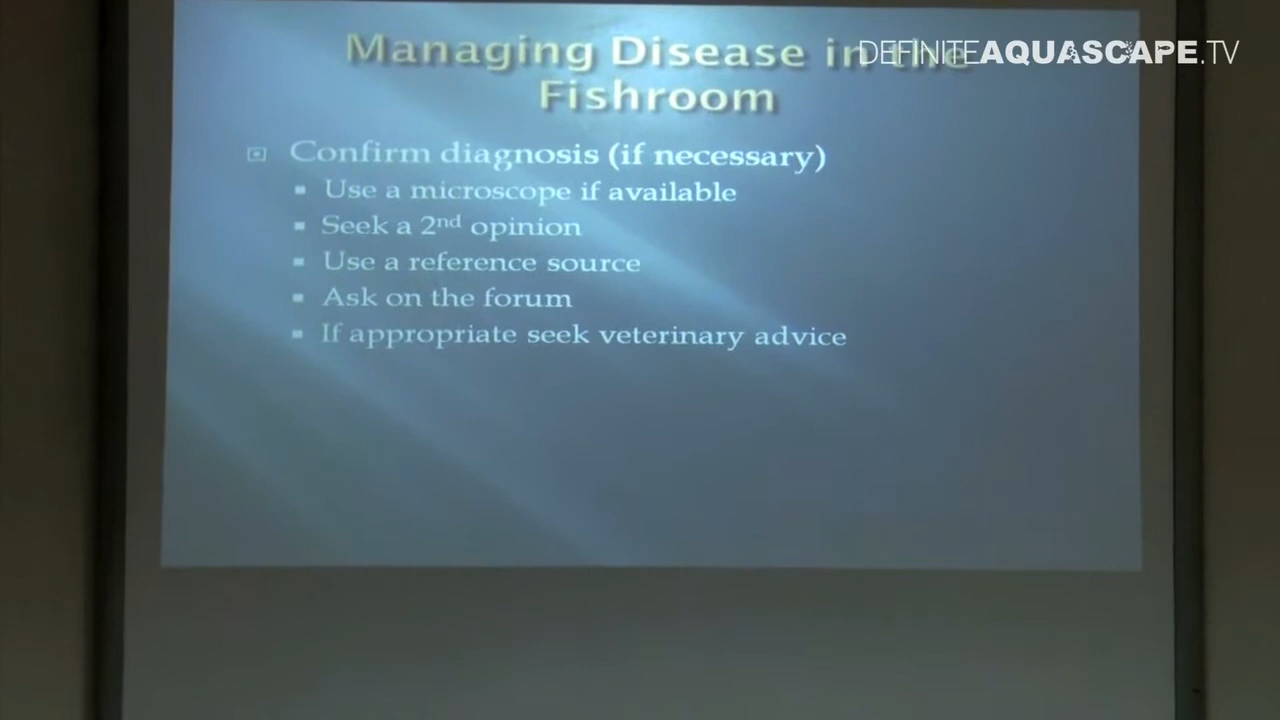 Managing Disease in the
Fishroom
DEFINITEAQUASCAPE.TV
Confirm diagnosis (if necessary)
Use a microscope if available
Seek a 2nd opinion
Use a reference source
Ask on the forum
If appropriate seek veterinary advice